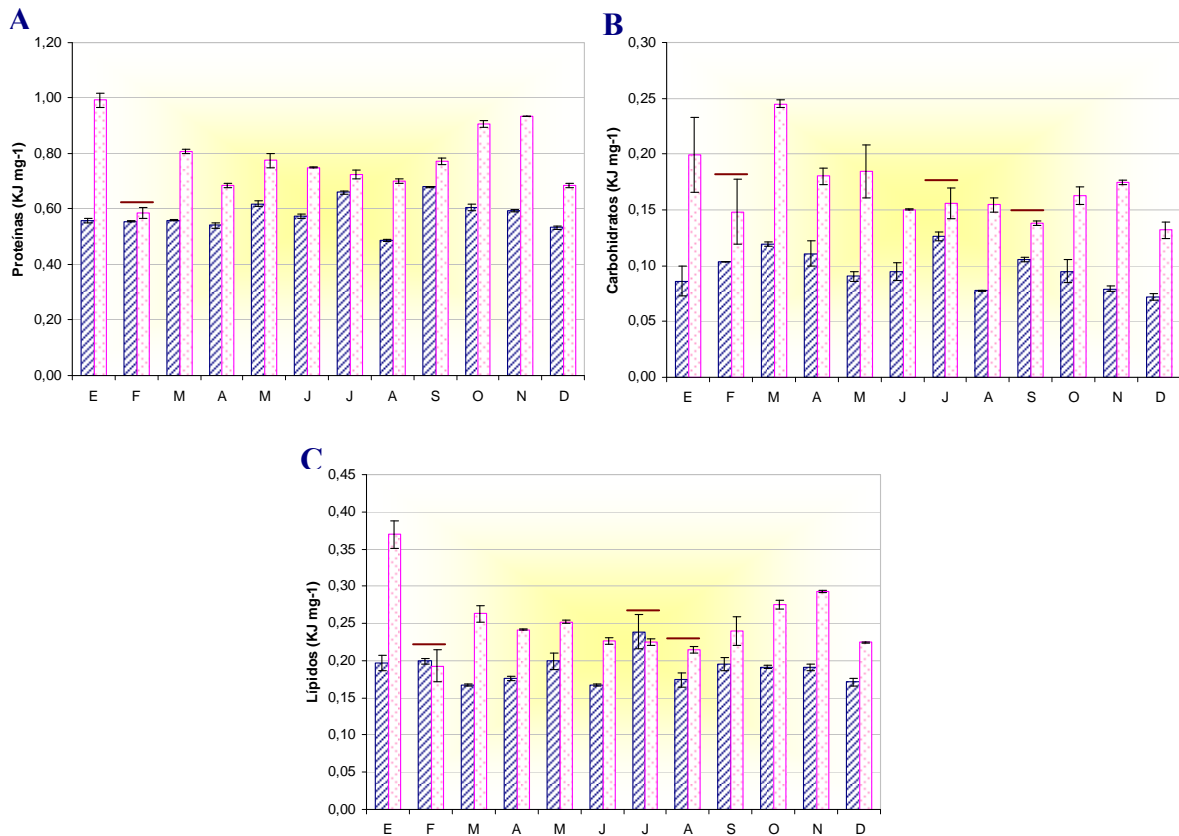 A
1,20
1,00
0,80
0,60
0,40
0,20
0,00
Proteínas (KJ mg-1)
E F M A M J J A S O N D
B
0,30
0,25
0,20
0,15
0,10
0,05
0,00
Carbohidratos (KJ mg-1)
E F M A M J J A S O N D
C
0,45
0,40
0,35
0,30
0,25
0,20
0,15
0,10
0,05
0,00
Lípidos (KJ mg-1)
E F M A M J J A S O N D